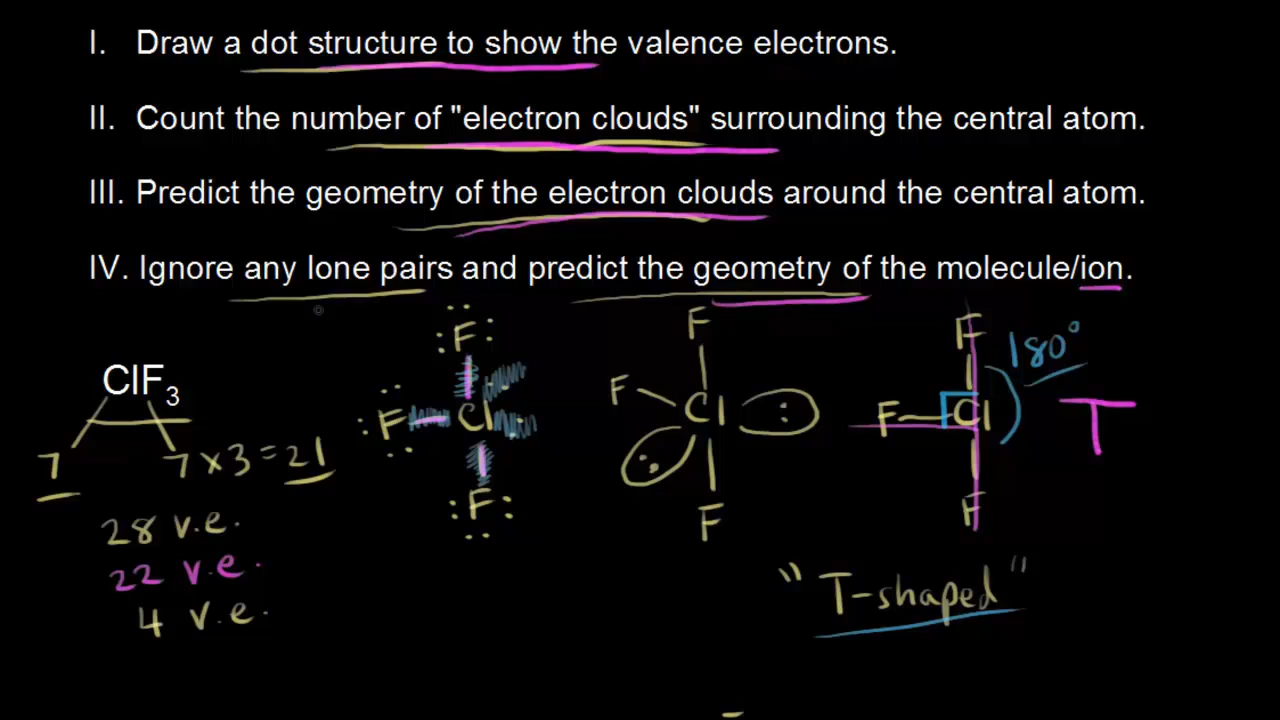 I. Draw a dot structure to show the valence electrons.
II. Count the number of "electron clouds" surrounding the central atom.
III. Predict the geometry of the electron clouds around the central atom.
IV. Ignore any lone pairs and predict the geometry of the molecule/ion.
ClF3
7 7 × 3 = 21
28 v.e.
22 v.e.
4 v.e.
F
F Cl
F
F
F Cl
F
F 180°
F Cl T
F
"T-shaped"